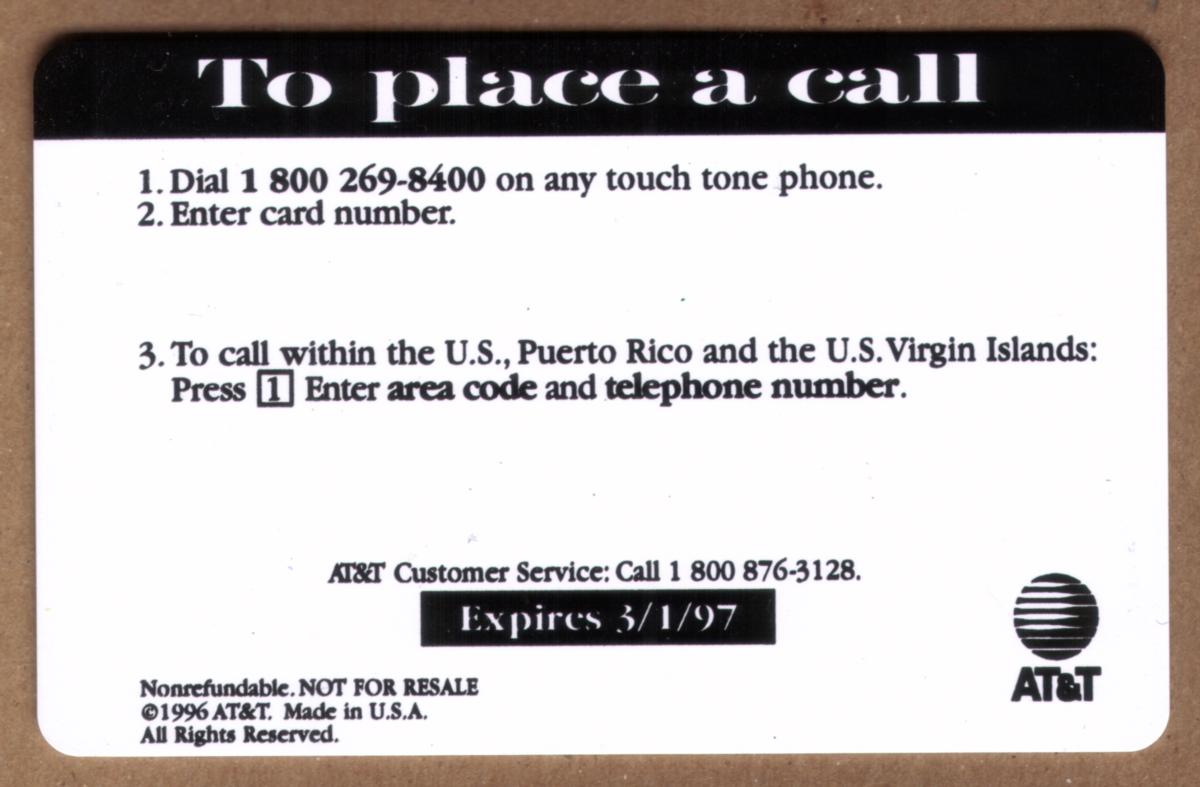 To place a call
1. Dial 1 800 269-8400 on any touch tone phone.
2. Enter card number.
3. To call within the U.S., Puerto Rico and the U.S. Virgin Islands:
Press 1 Enter area code and telephone number.
AT&T Customer Service: Call 1 800 876-3128.
Expires 3/1/97
Nonrefundable. NOT FOR RESALE
©1996 AT&T. Made in U.S.A.
All Rights Reserved.
AT&T